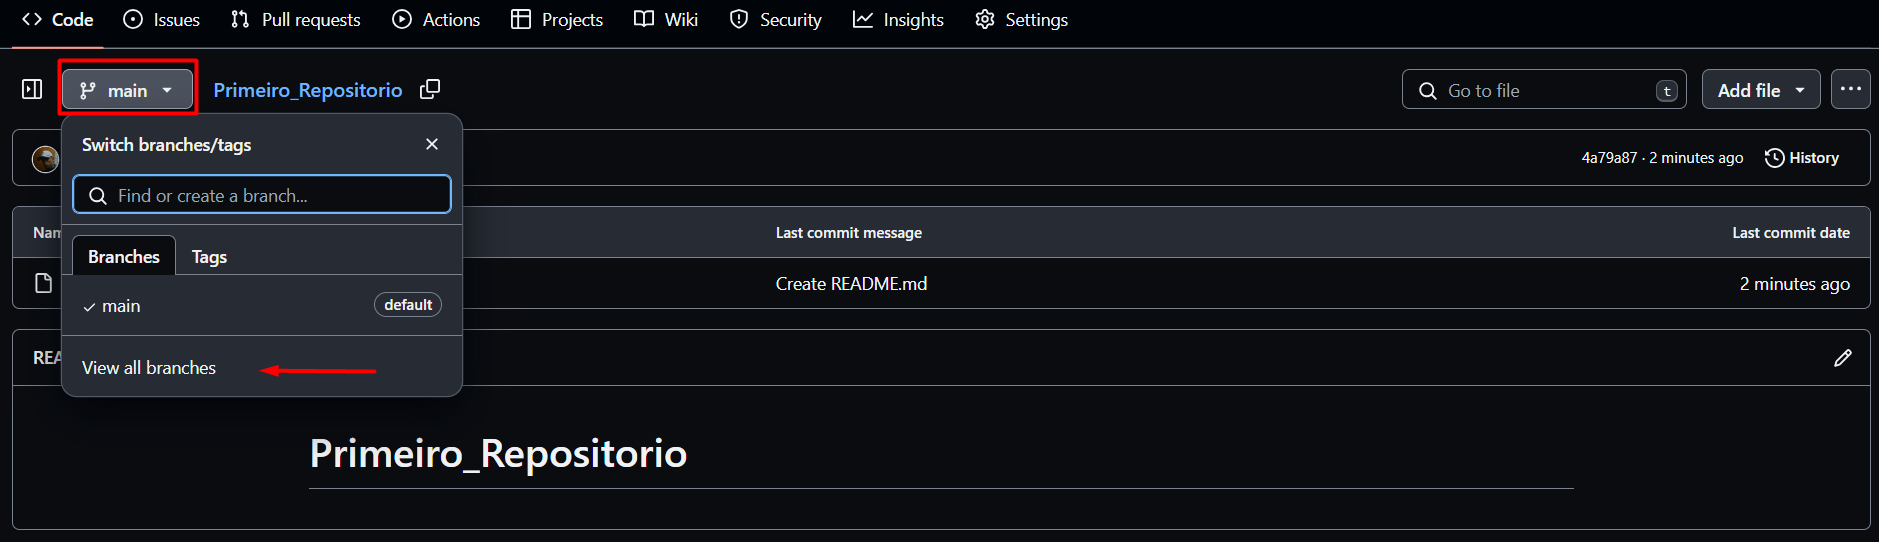 Code Issues Pull requests Actions Projects Wiki Security Insights Settings
main Primeiro_Repositorio Go to file t Add file
Switch branches/tags
4a79a87 · 2 minutes ago History
Find or create a branch...
Last commit message Last commit date
Branches Tags
Create README.md 2 minutes ago
main default
View all branches
Primeiro_Repositorio